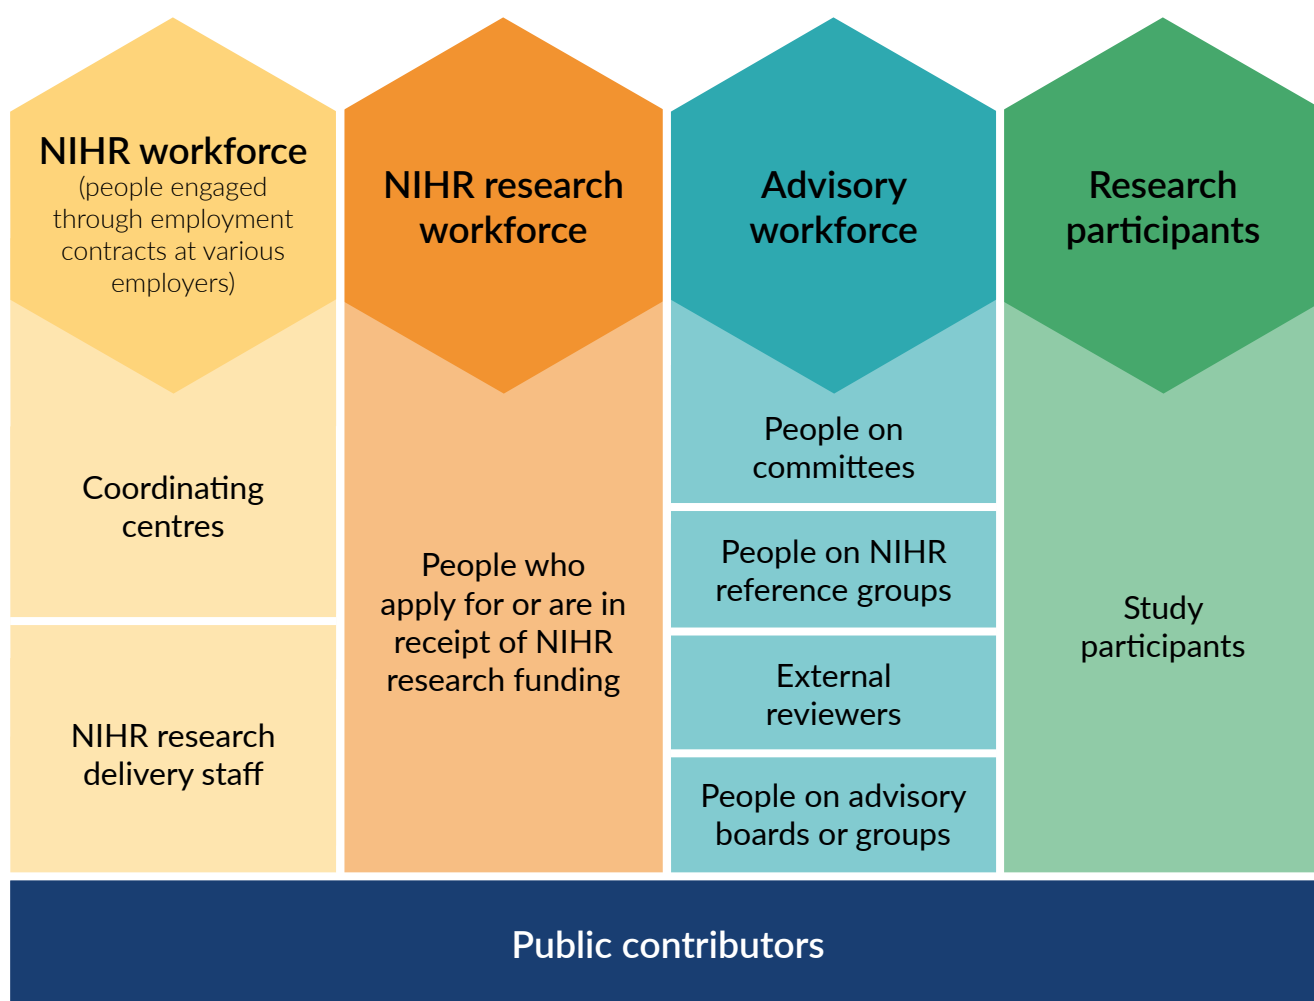 NIHR workforce
(people engaged
through employment
contracts at various
employers)
Coordinating
centres
NIHR research
delivery staff
NIHR research
workforce
People who
apply for or are in
receipt of NIHR
research funding
Advisory
workforce
People on
committees
People on NIHR
reference groups
External
reviewers
People on advisory
boards or groups
Research
participants
Study
participants
Public contributors